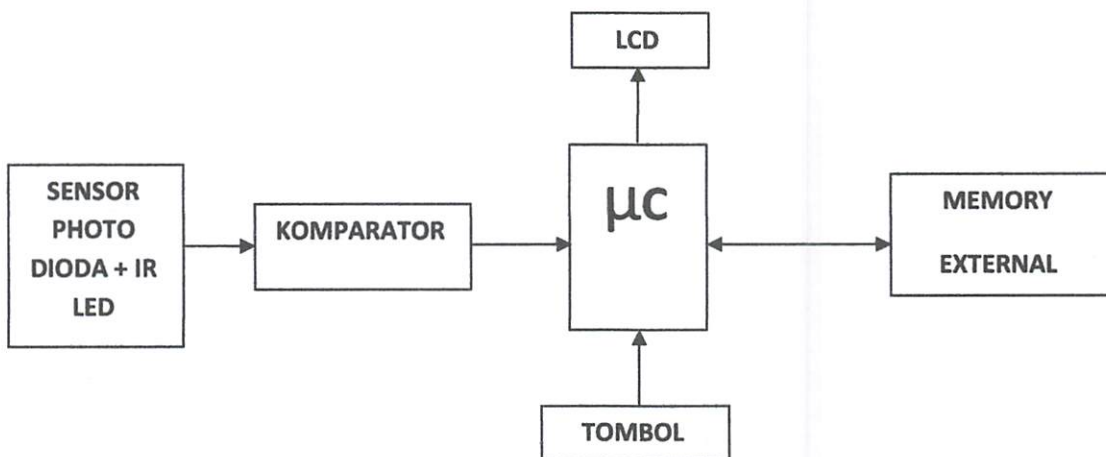 LCD
SENSOR
PHOTO
DIODA + IR
LED
KOMPARATOR
µc
MEMORY
EXTERNAL
TOMBOL